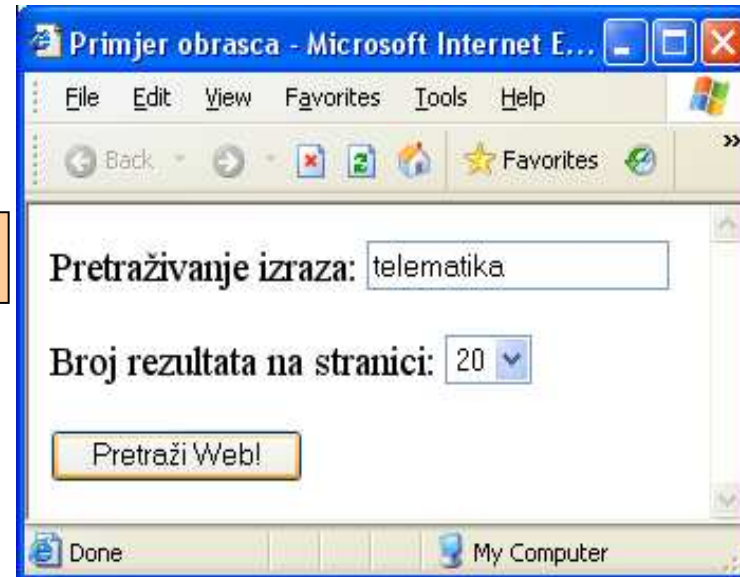 Primjer obrasca - Microsoft Internet E...
File Edit View Favorites Tools Help
Back Favorites »
Pretraživanje izraza: telematika
Broj rezultata na stranici: 20
Pretraži Web!
Done My Computer